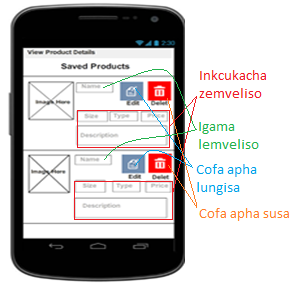 2:30
View Product Details
Saved Products
Name
Image Here
Edit
Delet
Size
Type
Price
Description
Name
Image Here
Edit
Delet
Size
Type
Price
Description
Inkcukacha
zemveliso
Igama
lemveliso
Cofa apha
lungisa
Cofa apha susa